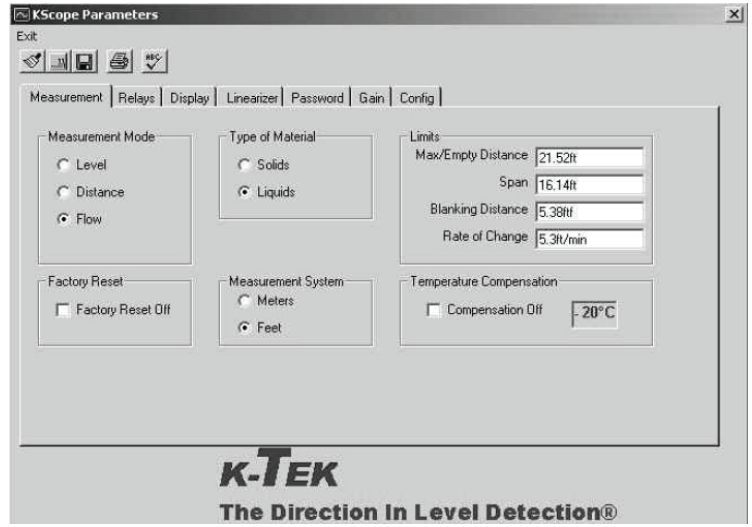 KScope Parameters
Exit
ABC
Measurement Relays Display Linearizer Password Gain Config
Measurement Mode
Level
Distance
Flow
Type of Material
Solids
Liquids
Limits
Max/Empty Distance 21.52ft
Span 16.14ft
Blanking Distance 5.38ftf
Rate of Change 5.3ft/min
Factory Reset
Factory Reset Off
Measurement System
Meters
Feet
Temperature Compensation
Compensation Off - 20°C
K-TEK
The Direction In Level Detection®